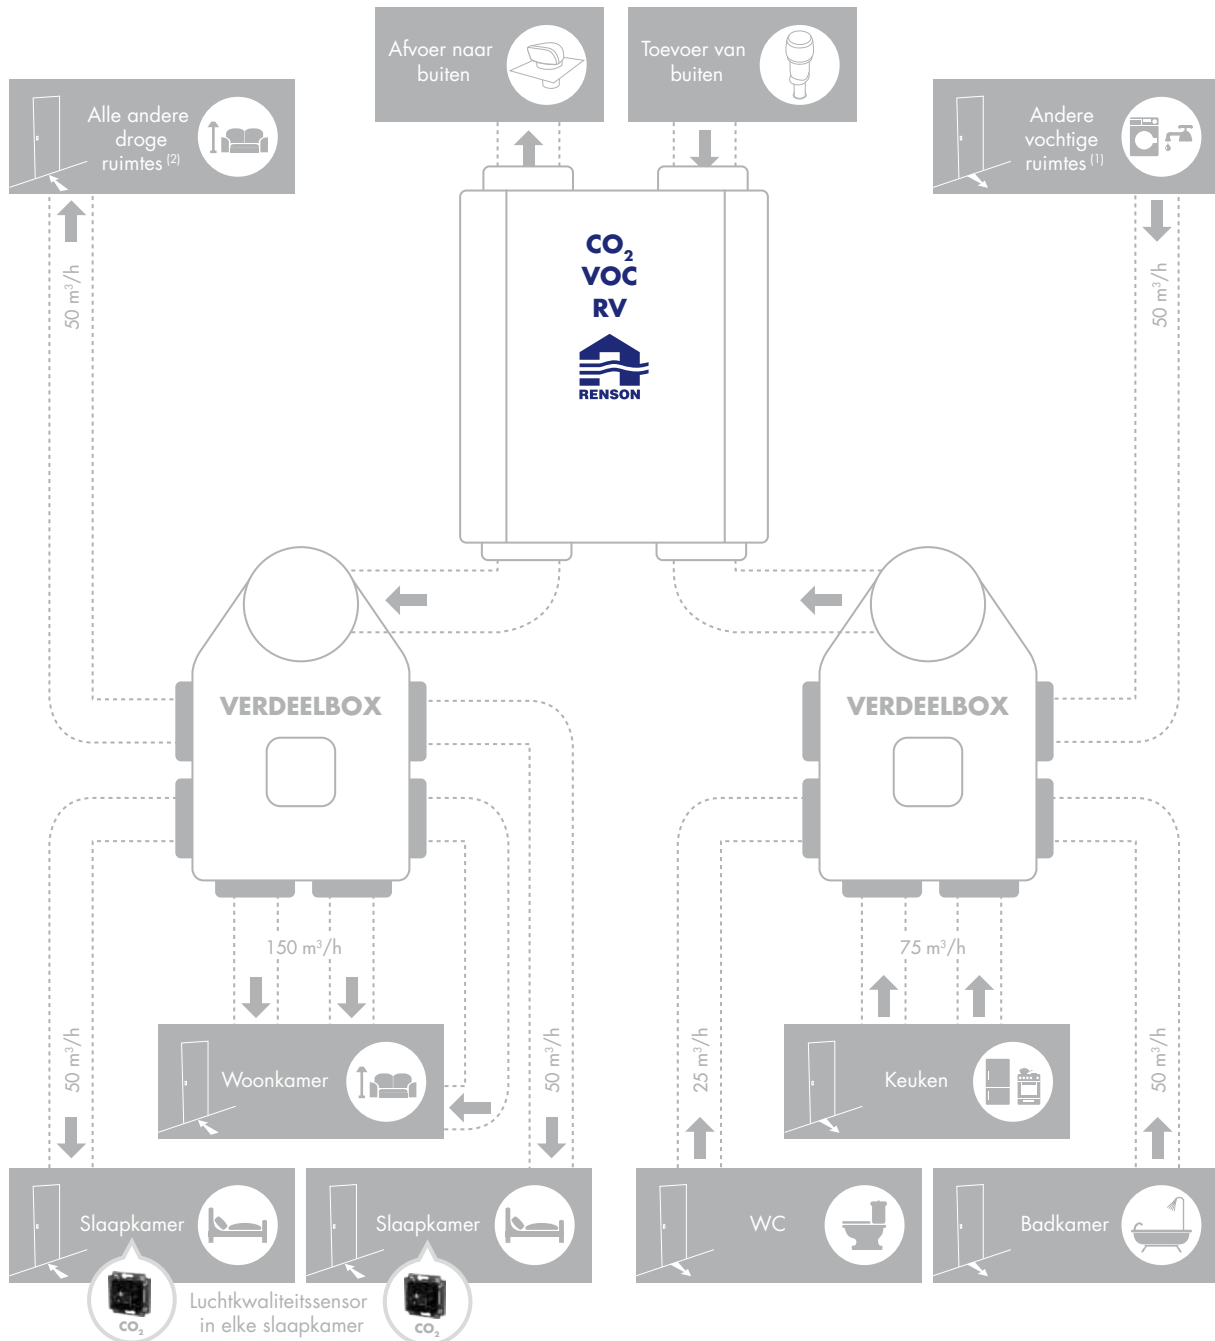 Afvoer naar
buiten
Toevoer van
buiten
Alle andere
droge
ruimtes (2)
Andere
vochtige
ruimtes (1)
CO₂
VOC
RV
RENSON
50 m³/h
50 m³/h
VERDEELBOX
VERDEELBOX
150 m³/h
75 m³/h
50 m³/h
50 m³/h
25 m³/h
50 m³/h
Woonkamer
Keuken
Slaapkamer
Slaapkamer
WC
Badkamer
Luchtkwaliteitssensor
in elke slaapkamer
CO₂
CO₂